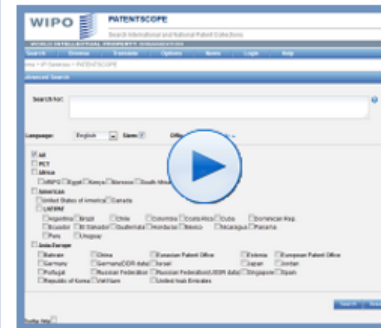 WIPO
PATENTSCOPE
Search International and National Patent Collections
WORLD INTELLECTUAL PROPERTY ORGANIZATION
Search Browse Translate Options News Login Help
PATENTSCOPE
Advanced Search
Search For:
Language: English Stem:
All
PCT
Africa
ARIPO Egypt Kenya Morocco South Africa
Americas
United States of America Canada
LATIPAT
Argentina Brazil Chile Colombia Costa Rica Cuba Dominican Rep.
Ecuador El Salvador Guatemala Honduras Mexico Nicaragua Panama
Peru Uruguay
Asia-Europe
Bahrain China Eurasian Patent Office Estonia European Patent Office
Germany Germany(DDR data) Israel Japan Jordan
Portugal Russian Federation Russian Federation(USSR data) Singapore Spain
Republic of Korea Viet Nam United Arab Emirates
Search
Tooltip Help